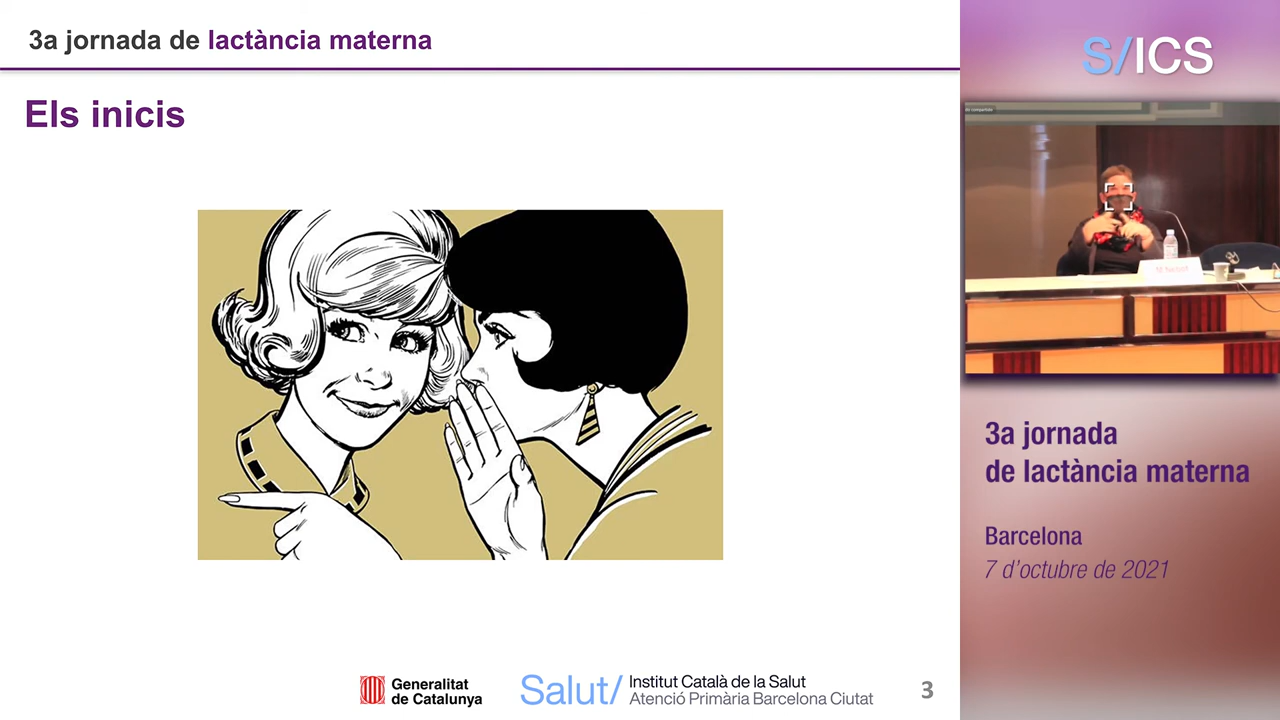 3a jornada de lactància materna
Els inicis
Generalitat
de Catalunya
Salut/
Institut Català de la Salut
Atenció Primària Barcelona Ciutat
3
S/ICS
3a jornada
de lactància materna
Barcelona
7 d'octubre de 2021